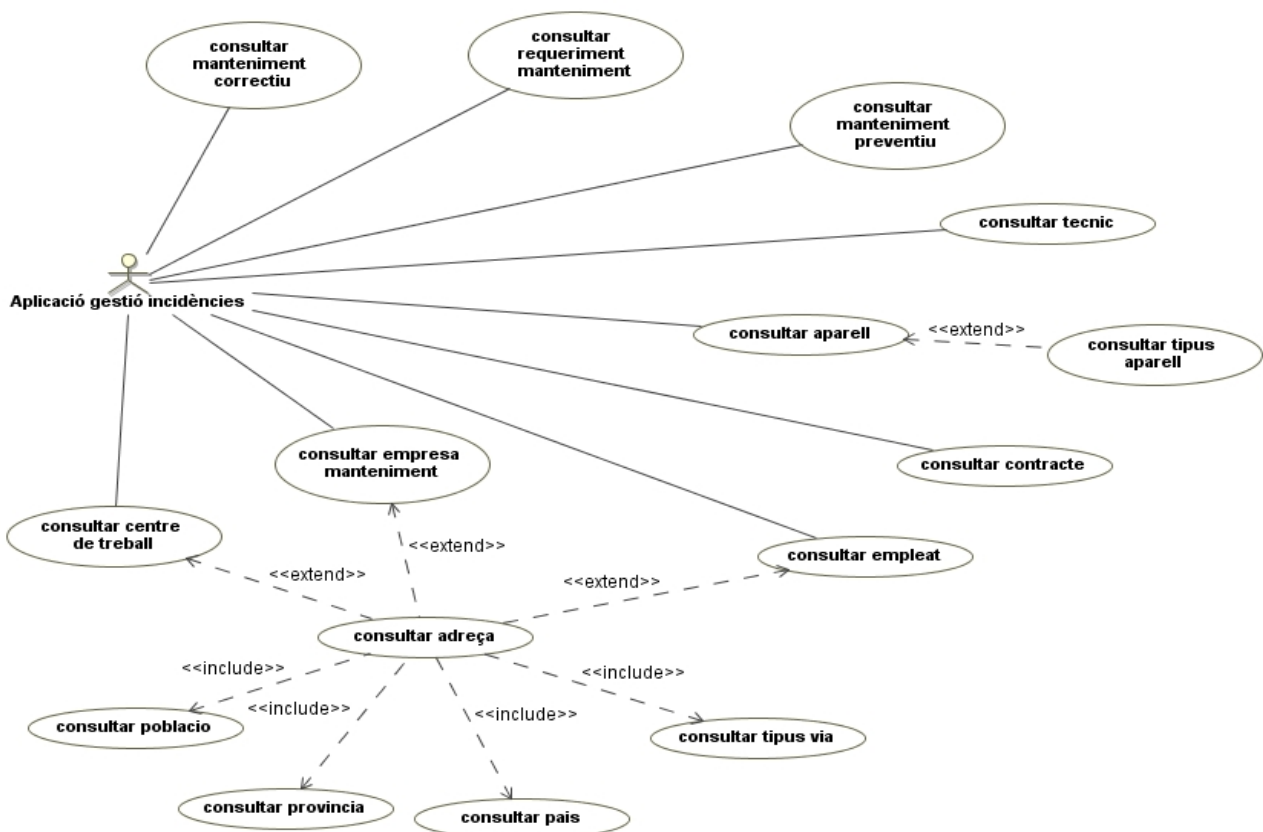 consultar
manteniment
correctiu
consultar
requeriment
manteniment
consultar
manteniment
preventiu
consultar tecnic
Aplicació gestió incidències
consultar aparell
<<extend>>
consultar tipus
aparell
consultar empresa
manteniment
consultar contracte
consultar centre
de treball
<<extend>>
consultar empleat
<<extend>>
<<extend>>
consultar adreça
<<include>>
<<include>>
<<include>>
<<include>>
consultar poblacio
consultar tipus via
consultar provincia
consultar pais